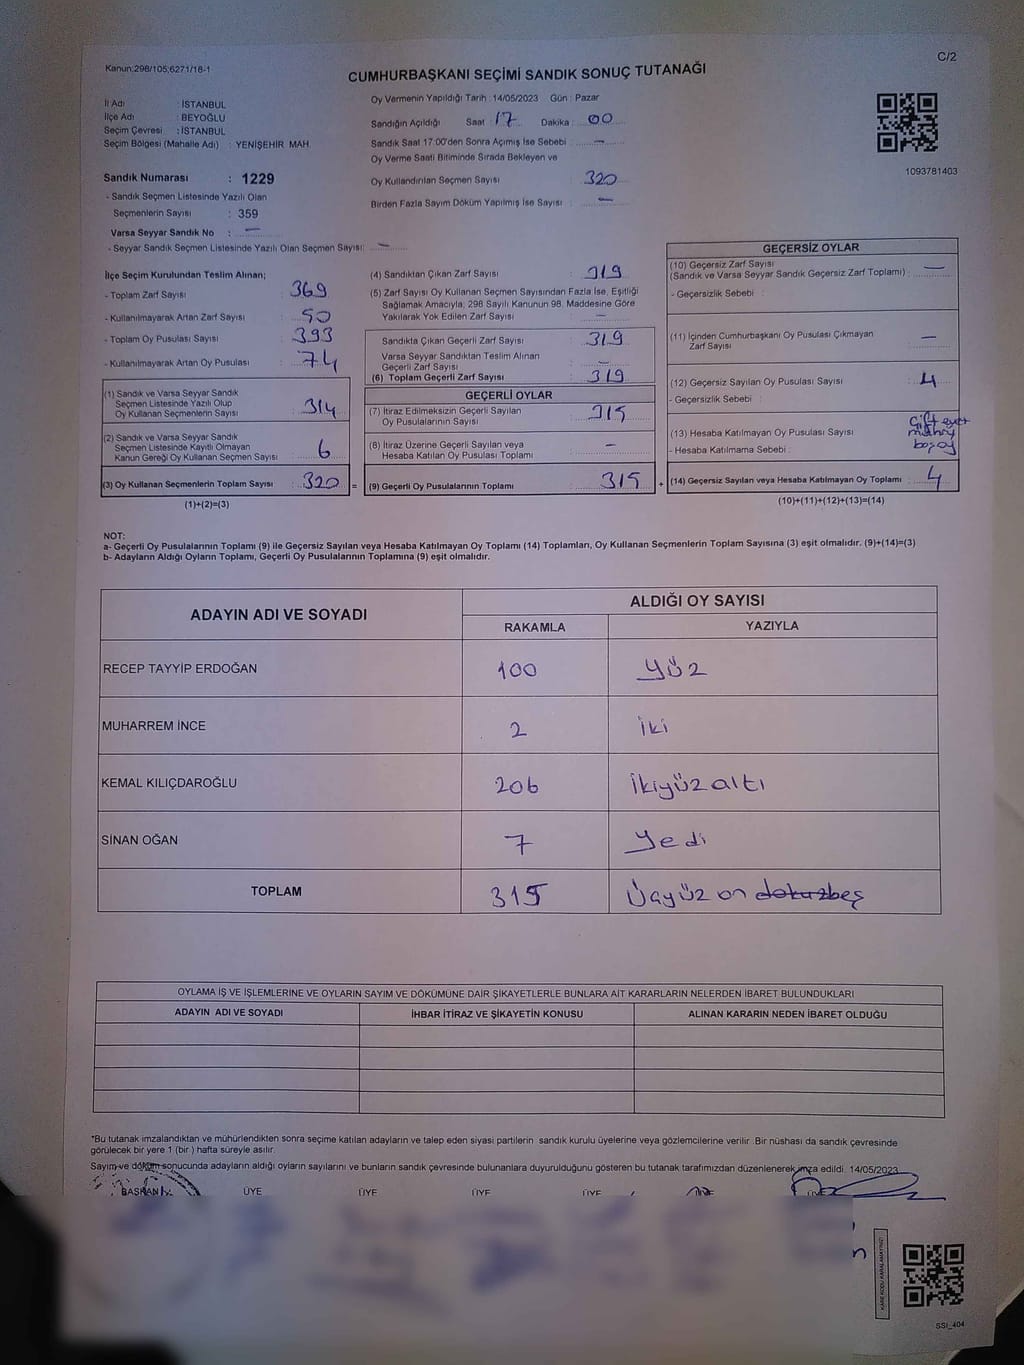 Kanun:298/105;6271/18-1
C/2
CUMHURBAŞKANI SEÇİMİ SANDIK SONUÇ TUTANAĞI
İl Adı : İSTANBUL
İlçe Adı : BEYOĞLU
Seçim Çevresi : İSTANBUL
Seçim Bölgesi (Mahalle Adı) : YENİŞEHİR MAH.
Sandık Numarası : 1229
- Sandık Seçmen Listesinde Yazılı Olan
Seçmenlerin Sayısı : 359
Varsa Seyyar Sandık No : —
- Seyyar Sandık Seçmen Listesinde Yazılı Olan Seçmen Sayısı: —
Oy Vermenin Yapıldığı Tarih : 14/05/2023 Gün : Pazar
Sandığın Açıldığı Saat : 17 Dakika : 00
Sandık Saat 17:00'den Sonra Açımış İse Sebebi : —
Oy Verme Saati Bitiminde Sırada Bekleyen ve
Oy Kullandırılan Seçmen Sayısı : 320
Birden Fazla Sayım Döküm Yapılmış İse Sayısı : —
1093781403
İlçe Seçim Kurulundan Teslim Alınan;
- Toplam Zarf Sayısı : 369
- Kullanılmayarak Artan Zarf Sayısı : 50
- Toplam Oy Pusulası Sayısı : 393
- Kullanılmayarak Artan Oy Pusulası : 74
(1) Sandık ve Varsa Seyyar Sandık
Seçmen Listesinde Yazılı Olup
Oy Kullanan Seçmenlerin Sayısı : 314
(2) Sandık ve Varsa Seyyar Sandık
Seçmen Listesinde Kayıtlı Olmayan
Kanun Gereği Oy Kullanan Seçmen Sayısı : 6
(3) Oy Kullanan Seçmenlerin Toplam Sayısı : 320 =
(1)+(2)=(3)
(4) Sandıktan Çıkan Zarf Sayısı : 319
(5) Zarf Sayısı Oy Kullanan Seçmen Sayısından Fazla İse, Eşitliği
Sağlamak Amacıyla; 298 Sayılı Kanunun 98. Maddesine Göre
Yakılarak Yok Edilen Zarf Sayısı : —
Sandıkta Çıkan Geçerli Zarf Sayısı : 319
Varsa Seyyar Sandıktan Teslim Alınan
Geçerli Zarf Sayısı : —
(6) Toplam Geçerli Zarf Sayısı : 319
GEÇERLİ OYLAR
(7) İtiraz Edilmeksizin Geçerli Sayılan
Oy Pusulalarının Sayısı : 315
(8) İtiraz Üzerine Geçerli Sayılan veya
Hesaba Katılan Oy Pusulası Toplamı : —
(9) Geçerli Oy Pusulalarının Toplamı : 315 +
GEÇERSİZ OYLAR
(10) Geçersiz Zarf Sayısı
(Sandık ve Varsa Seyyar Sandık Geçersiz Zarf Toplamı) : —
- Geçersizlik Sebebi :
(11) İçinden Cumhurbaşkanı Oy Pusulası Çıkmayan
Zarf Sayısı : —
(12) Geçersiz Sayılan Oy Pusulası Sayısı : 4
- Geçersizlik Sebebi :
(13) Hesaba Katılmayan Oy Pusulası Sayısı : Çift
- Hesaba Katılmama Sebebi : boş oy
(14) Geçersiz Sayılan veya Hesaba Katılmayan Oy Toplamı : 4
(10)+(11)+(12)+(13)=(14)
NOT:
a- Geçerli Oy Pusulalarının Toplamı (9) ile Geçersiz Sayılan veya Hesaba Katılmayan Oy Toplamı (14) Toplamları, Oy Kullanan Seçmenlerin Toplam Sayısına (3) eşit olmalıdır. (9)+(14)=(3)
b- Adayların Aldığı Oyların Toplamı, Geçerli Oy Pusulalarının Toplamına (9) eşit olmalıdır.
ADAYIN ADI VE SOYADI
ALDIĞI OY SAYISI
RAKAMLA YAZIYLA
RECEP TAYYİP ERDOĞAN 100 Yüz
MUHARREM İNCE 2 İki
KEMAL KILIÇDAROĞLU 206 İkiyüz altı
SİNAN OĞAN 7 Yedi
TOPLAM 315 Üçyüz on dokuzbeş
OYLAMA İŞ VE İŞLEMLERİNE VE OYLARIN SAYIM VE DÖKÜMÜNE DAİR ŞİKAYETLERLE BUNLARA AİT KARARLARIN NELERDEN İBARET BULUNDUKLARI
ADAYIN ADI VE SOYADI İHBAR İTİRAZ VE ŞİKAYETİN KONUSU ALINAN KARARIN NEDEN İBARET OLDUĞU
*Bu tutanak imzalandıktan ve mühürlendikten sonra seçime katılan adayların ve talep eden siyasi partilerin sandık kurulu üyelerine veya gözlemcilerine verilir. Bir nüshası da sandık çevresinde
görülecek bir yere 1 (bir) hafta süreyle asılır.
Sayım ve döküm sonucunda adayların aldığı oyların sayılarını ve bunların sandık çevresinde bulunanlara duyurulduğunu gösteren bu tutanak tarafımızdan düzenlenerek imza edildi. 14/05/2023
BAŞKAN ÜYE ÜYE ÜYE ÜYE ÜYE
KARE KODU KARALAMAYINIZ!
SSI_404